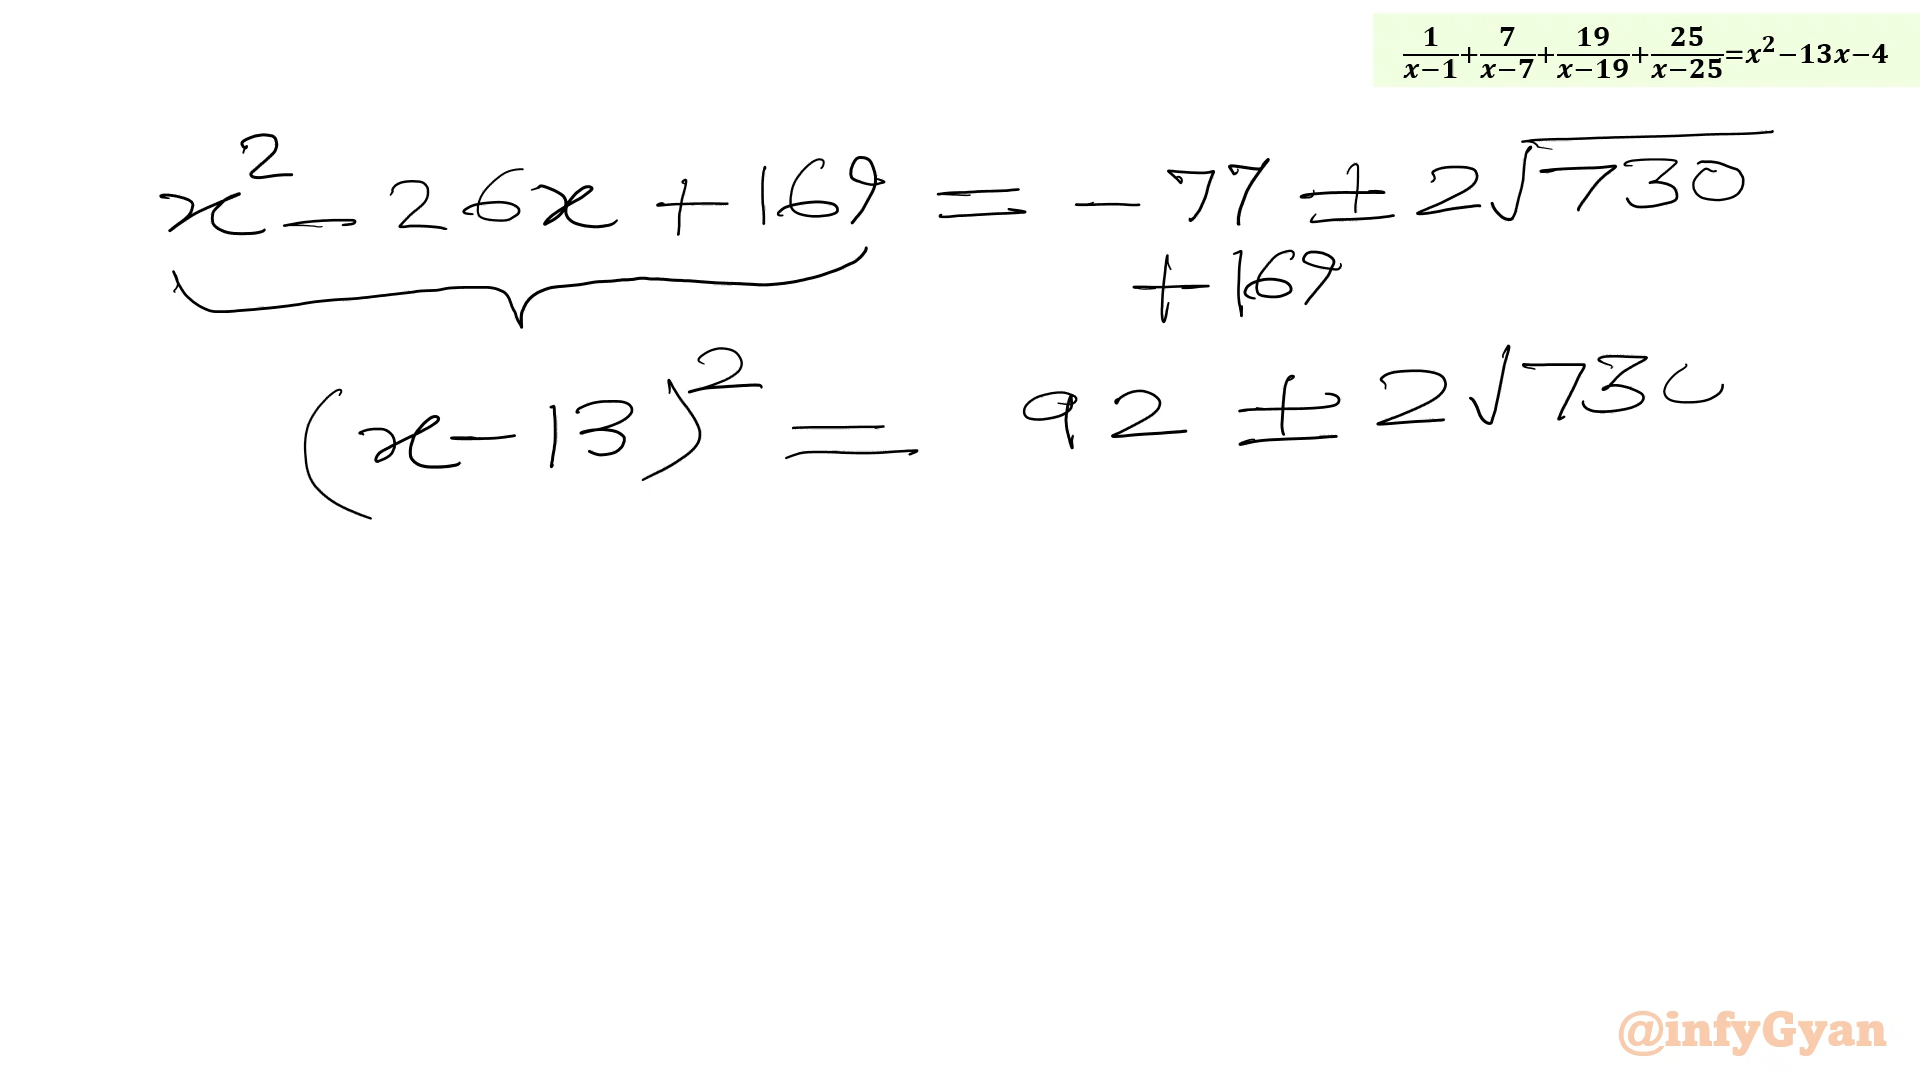 1/(x−1)+7/(x−7)+19/(x−19)+25/(x−25)=x²−13x−4
x² − 26x + 169 = − 77 ± 2√730
+ 169
(x − 13)² = 92 ± 2√730
@infyGyan